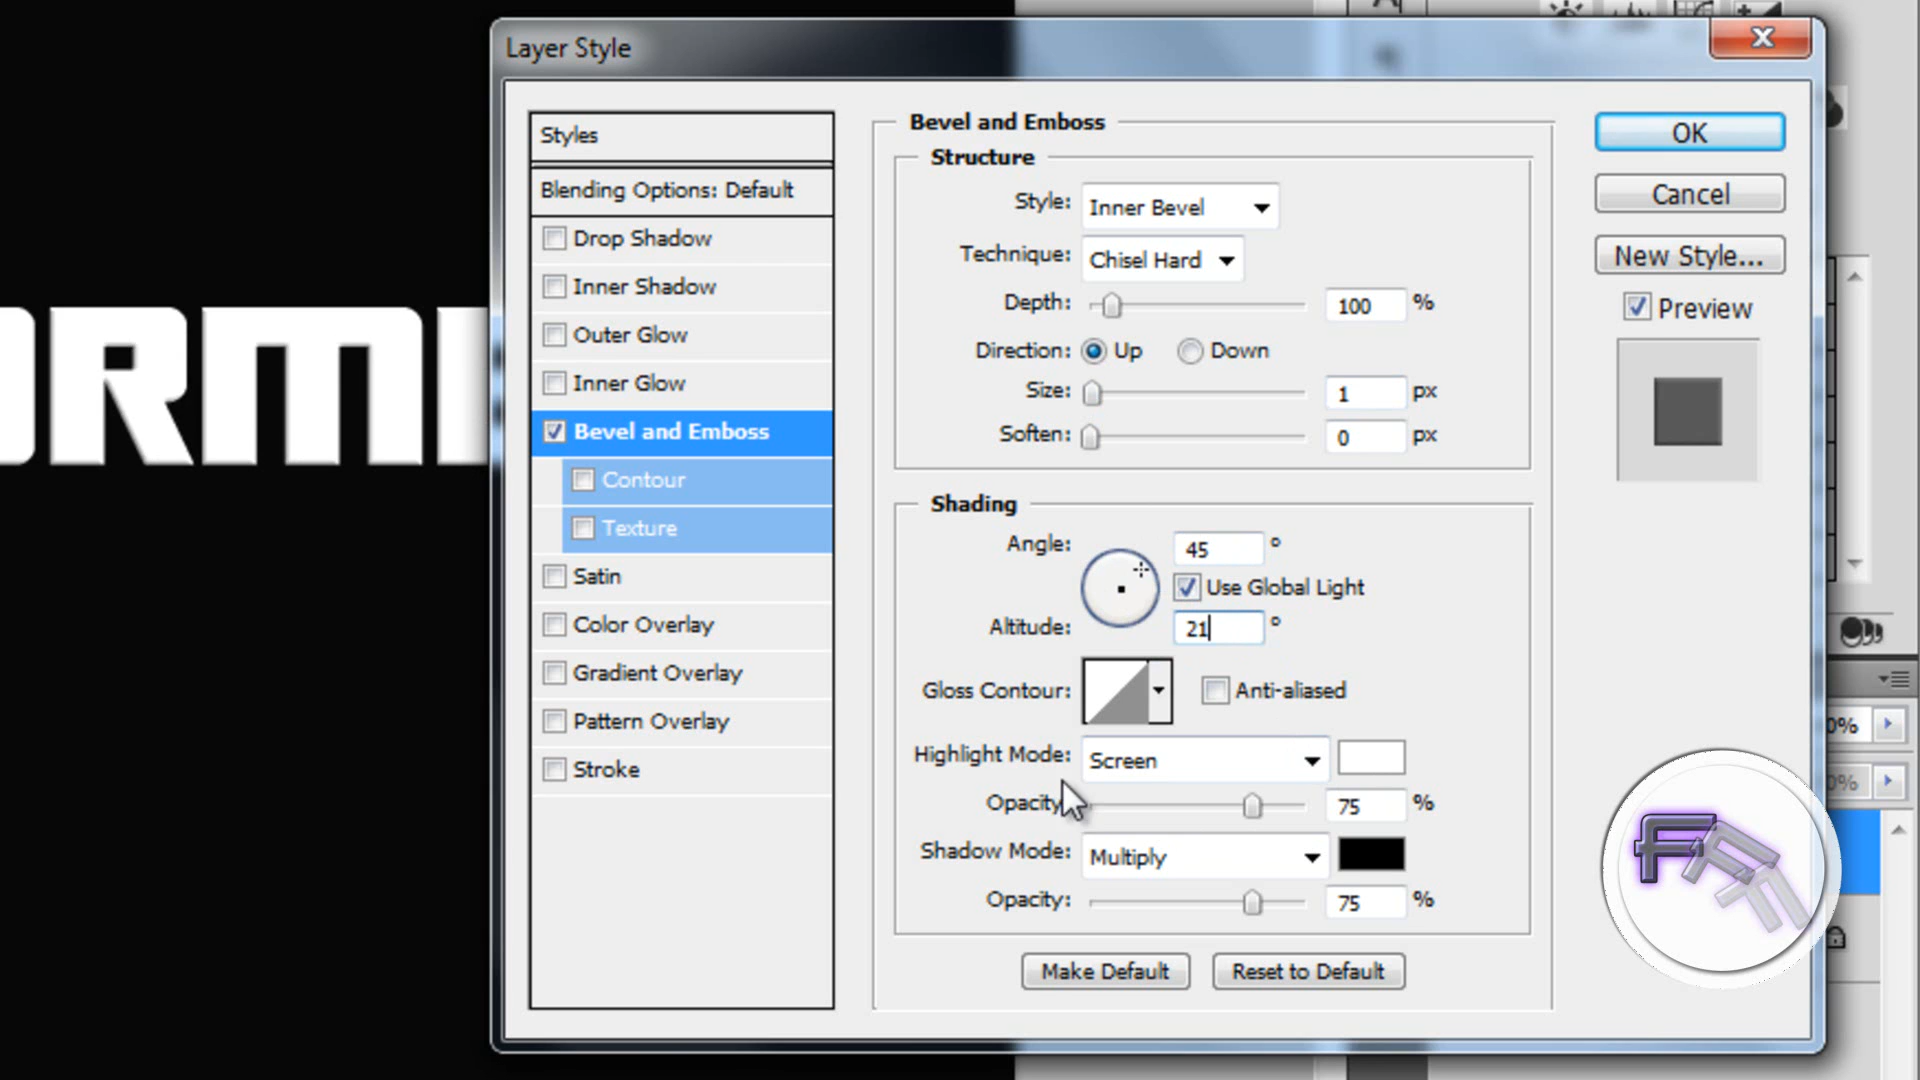 Layer Style
ORM
Styles
Blending Options: Default
Drop Shadow
Inner Shadow
Outer Glow
Inner Glow
Bevel and Emboss
Contour
Texture
Satin
Color Overlay
Gradient Overlay
Pattern Overlay
Stroke
Bevel and Emboss
Structure
Style: Inner Bevel
Technique: Chisel Hard
Depth: 100 %
Direction: Up Down
Size: 1 px
Soften: 0 px
Shading
Angle: 45 °
Use Global Light
Altitude: 21 °
Gloss Contour: Anti-aliased
Highlight Mode: Screen
Opacity 75 %
Shadow Mode: Multiply
Opacity: 75 %
Make Default Reset to Default
OK
Cancel
New Style...
Preview
0%
0%